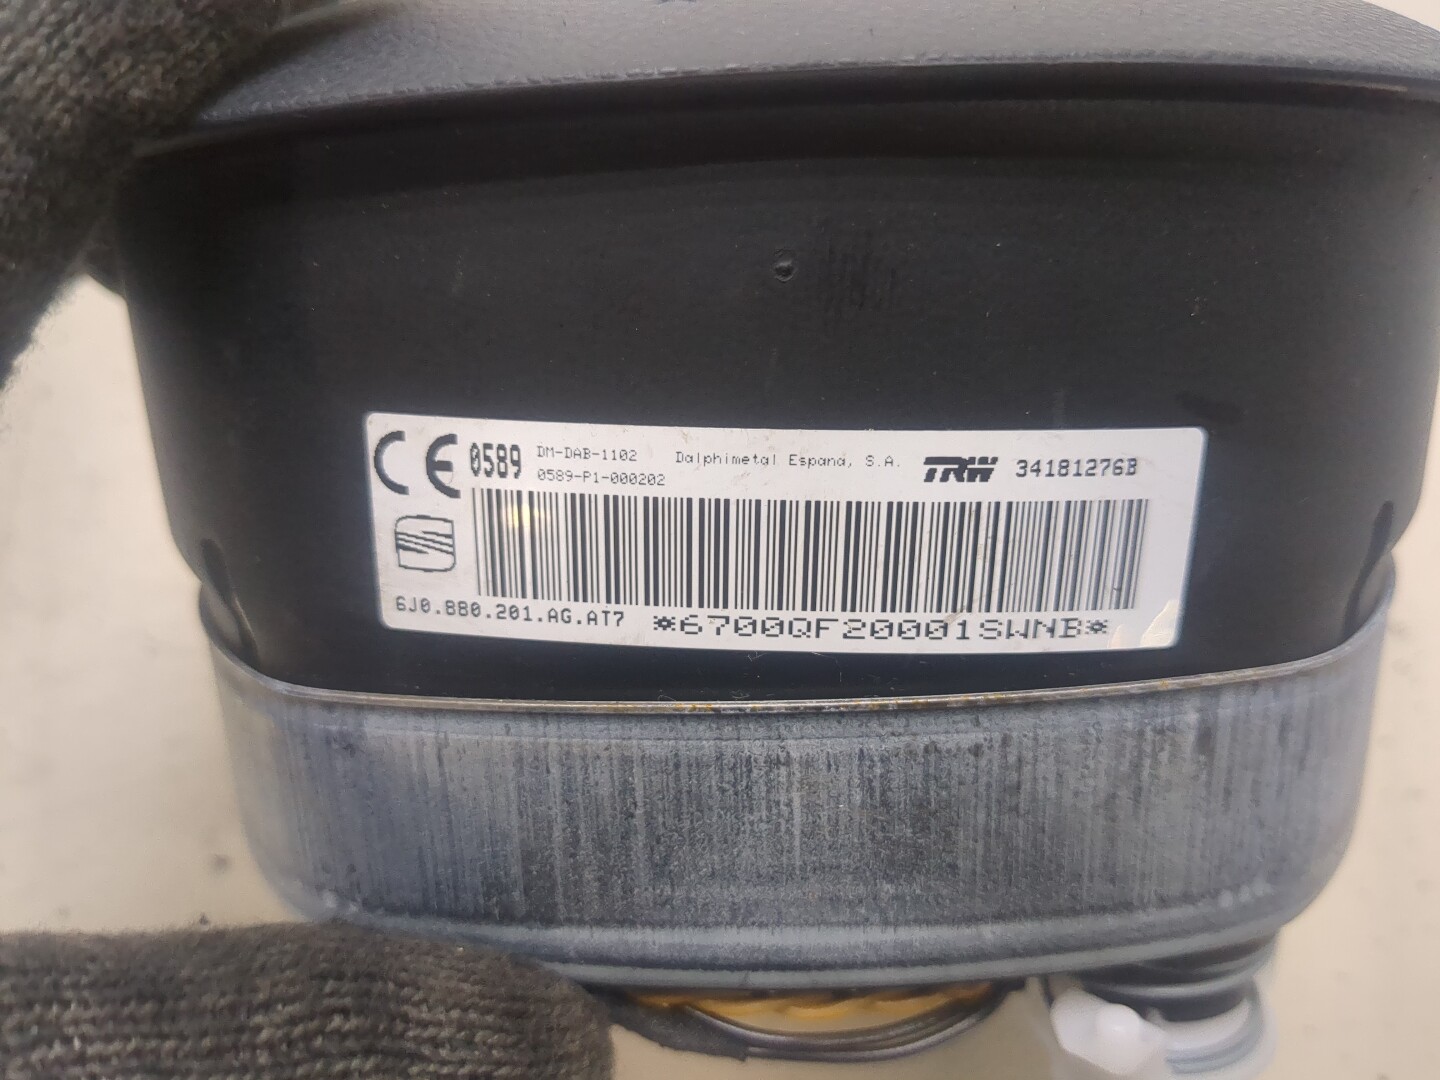 CE 0589 DM-DAB-1102 Dalphimetal Espana, S.A. TRW 34181276B
0589-P1-000202
6J0.880.201.AG.AT7 *6700QF20001SWNB*